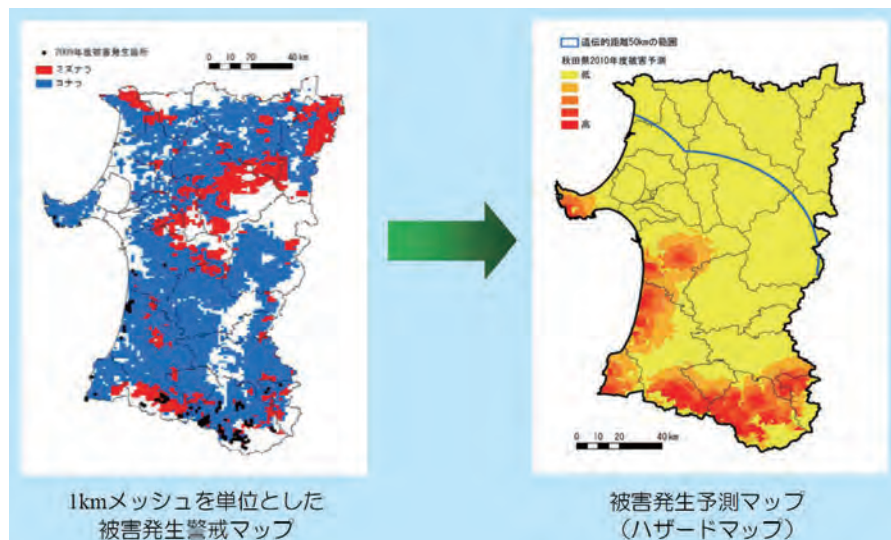 2009年度被害発生箇所
ミズナラ
コナラ
0 10 20 40 km
遺伝的距離50kmの範囲
秋田県2010年度被害予測
低
高
0 10 20 40 km
1kmメッシュを単位とした
被害発生警戒マップ
被害発生予測マップ
（ハザードマップ）